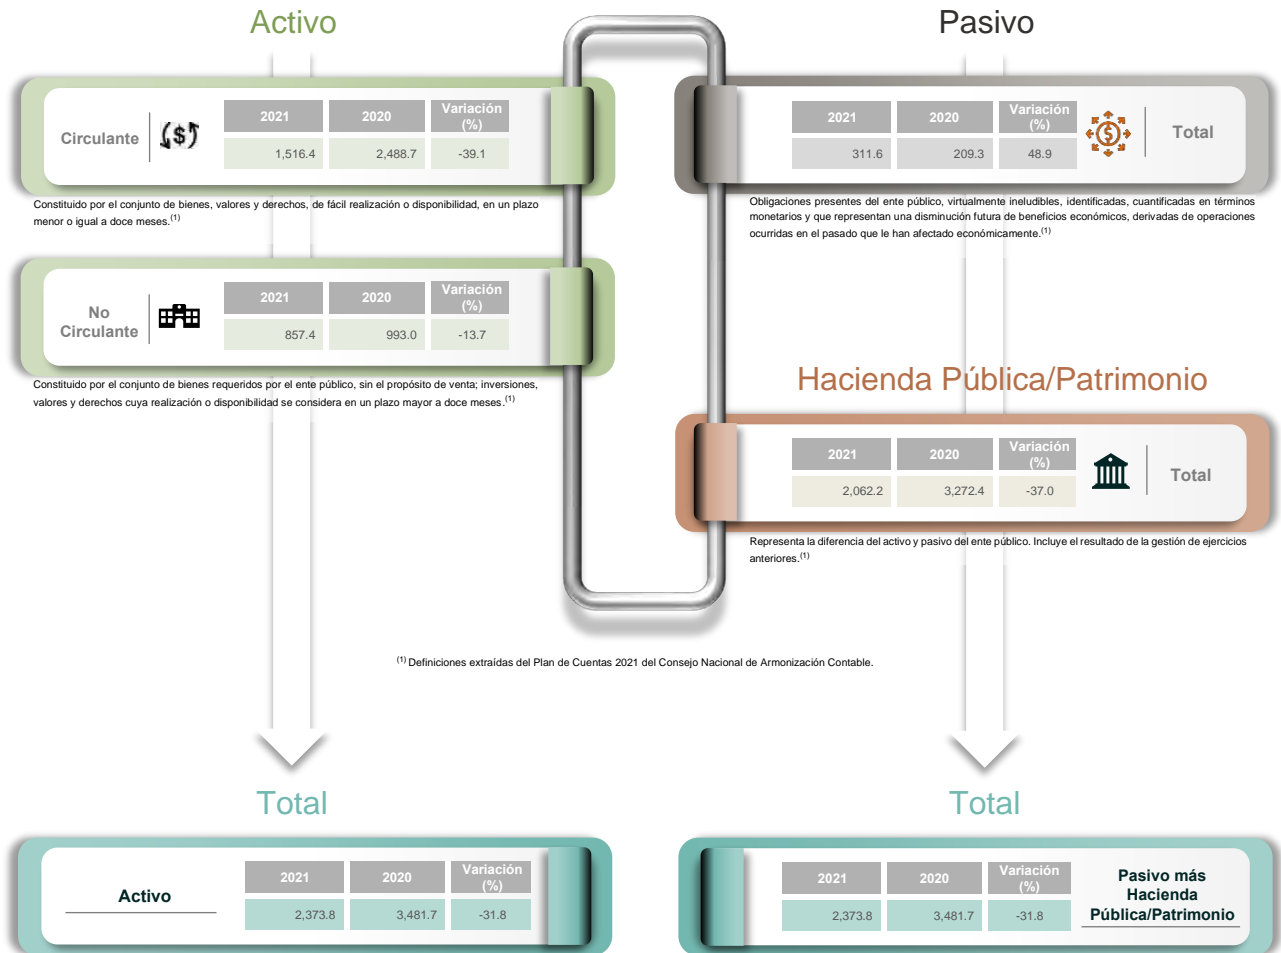 Activo
Circulante
2021 2020 Variación (%)
1,516.4 2,488.7 -39.1
Constituido por el conjunto de bienes, valores y derechos, de fácil realización o disponibilidad, en un plazo
menor o igual a doce meses.(1)
No
Circulante
2021 2020 Variación (%)
857.4 993.0 -13.7
Constituido por el conjunto de bienes requeridos por el ente público, sin el propósito de venta; inversiones,
valores y derechos cuya realización o disponibilidad se considera en un plazo mayor a doce meses.(1)
Pasivo
2021 2020 Variación (%)
311.6 209.3 48.9
Total
Obligaciones presentes del ente público, virtualmente ineludibles, identificadas, cuantificadas en términos
monetarios y que representan una disminución futura de beneficios económicos, derivadas de operaciones
ocurridas en el pasado que le han afectado económicamente.(1)
Hacienda Pública/Patrimonio
2021 2020 Variación (%)
2,062.2 3,272.4 -37.0
Total
Representa la diferencia del activo y pasivo del ente público. Incluye el resultado de la gestión de ejercicios
anteriores.(1)
(1) Definiciones extraídas del Plan de Cuentas 2021 del Consejo Nacional de Armonización Contable.
Total
Activo
2021 2020 Variación (%)
2,373.8 3,481.7 -31.8
Total
2021 2020 Variación (%)
2,373.8 3,481.7 -31.8
Pasivo más
Hacienda
Pública/Patrimonio